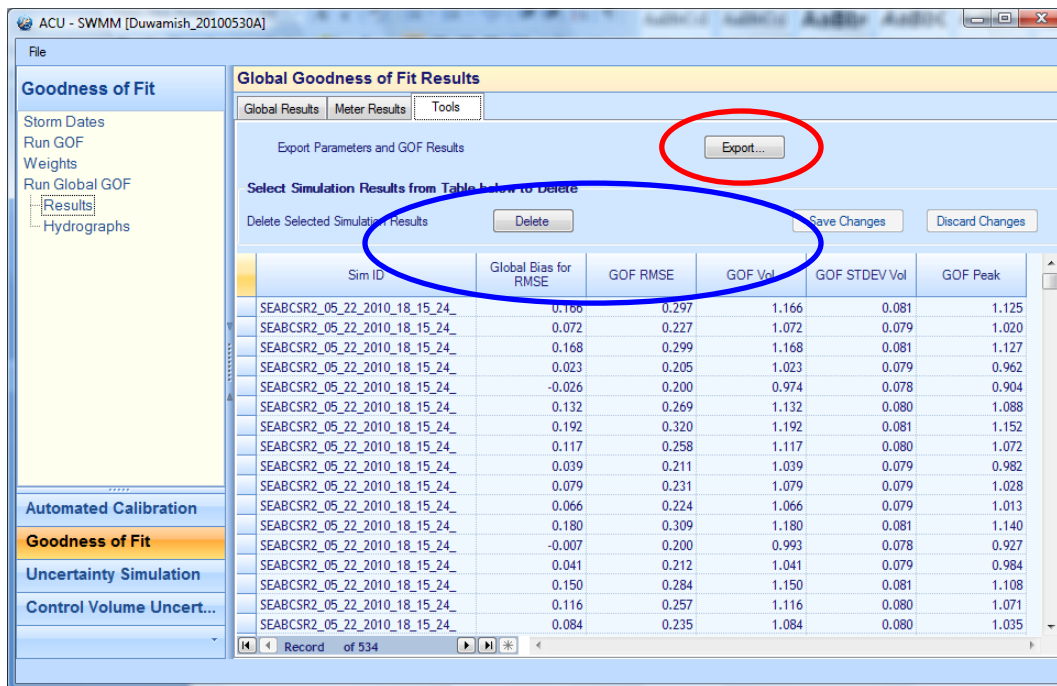 ACU - SWMM [Duwamish_20100530A]
File
Goodness of Fit
Storm Dates
Run GOF
Weights
Run Global GOF
Results
Hydrographs
Automated Calibration
Goodness of Fit
Uncertainty Simulation
Control Volume Uncert...
Global Goodness of Fit Results
Global Results Meter Results Tools
Export Parameters and GOF Results Export...
Select Simulation Results from Table below to Delete
Delete Selected Simulation Results Delete Save Changes Discard Changes
Sim ID Global Bias for RMSE GOF RMSE GOF Vol GOF STDEV Vol GOF Peak
SEABCSR2_05_22_2010_18_15_24_ 0.166 0.297 1.166 0.081 1.125
SEABCSR2_05_22_2010_18_15_24_ 0.072 0.227 1.072 0.079 1.020
SEABCSR2_05_22_2010_18_15_24_ 0.168 0.299 1.168 0.081 1.127
SEABCSR2_05_22_2010_18_15_24_ 0.023 0.205 1.023 0.079 0.962
SEABCSR2_05_22_2010_18_15_24_ -0.026 0.200 0.974 0.078 0.904
SEABCSR2_05_22_2010_18_15_24_ 0.132 0.269 1.132 0.080 1.088
SEABCSR2_05_22_2010_18_15_24_ 0.192 0.320 1.192 0.081 1.152
SEABCSR2_05_22_2010_18_15_24_ 0.117 0.258 1.117 0.080 1.072
SEABCSR2_05_22_2010_18_15_24_ 0.039 0.211 1.039 0.079 0.982
SEABCSR2_05_22_2010_18_15_24_ 0.079 0.231 1.079 0.079 1.028
SEABCSR2_05_22_2010_18_15_24_ 0.066 0.224 1.066 0.079 1.013
SEABCSR2_05_22_2010_18_15_24_ 0.180 0.309 1.180 0.081 1.140
SEABCSR2_05_22_2010_18_15_24_ -0.007 0.200 0.993 0.078 0.927
SEABCSR2_05_22_2010_18_15_24_ 0.041 0.212 1.041 0.079 0.984
SEABCSR2_05_22_2010_18_15_24_ 0.150 0.284 1.150 0.081 1.108
SEABCSR2_05_22_2010_18_15_24_ 0.116 0.257 1.116 0.080 1.071
SEABCSR2_05_22_2010_18_15_24_ 0.084 0.235 1.084 0.080 1.035
Record of 534